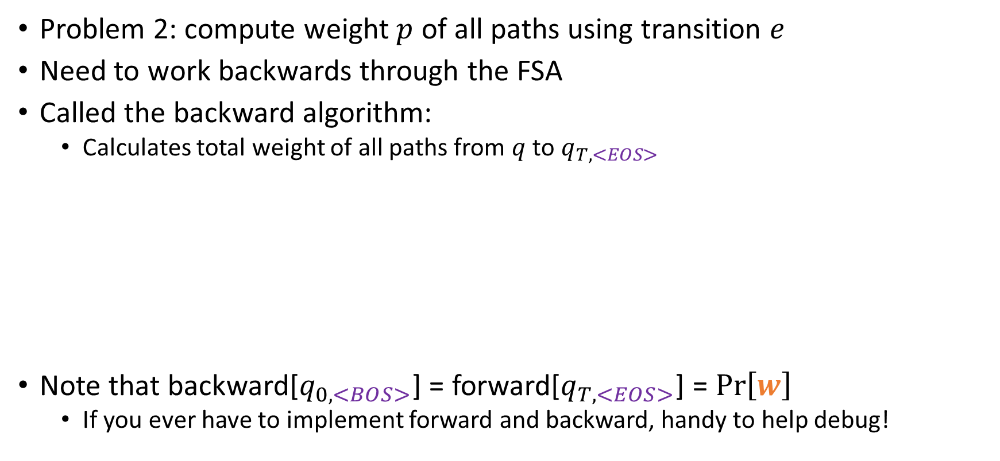 • Problem 2: compute weight p of all paths using transition e
• Need to work backwards through the FSA
• Called the backward algorithm:
• Calculates total weight of all paths from q to q_{T,<EOS>}
• Note that backward[q_{0,<BOS>}] = forward[q_{T,<EOS>}] = Pr[w]
• If you ever have to implement forward and backward, handy to help debug!